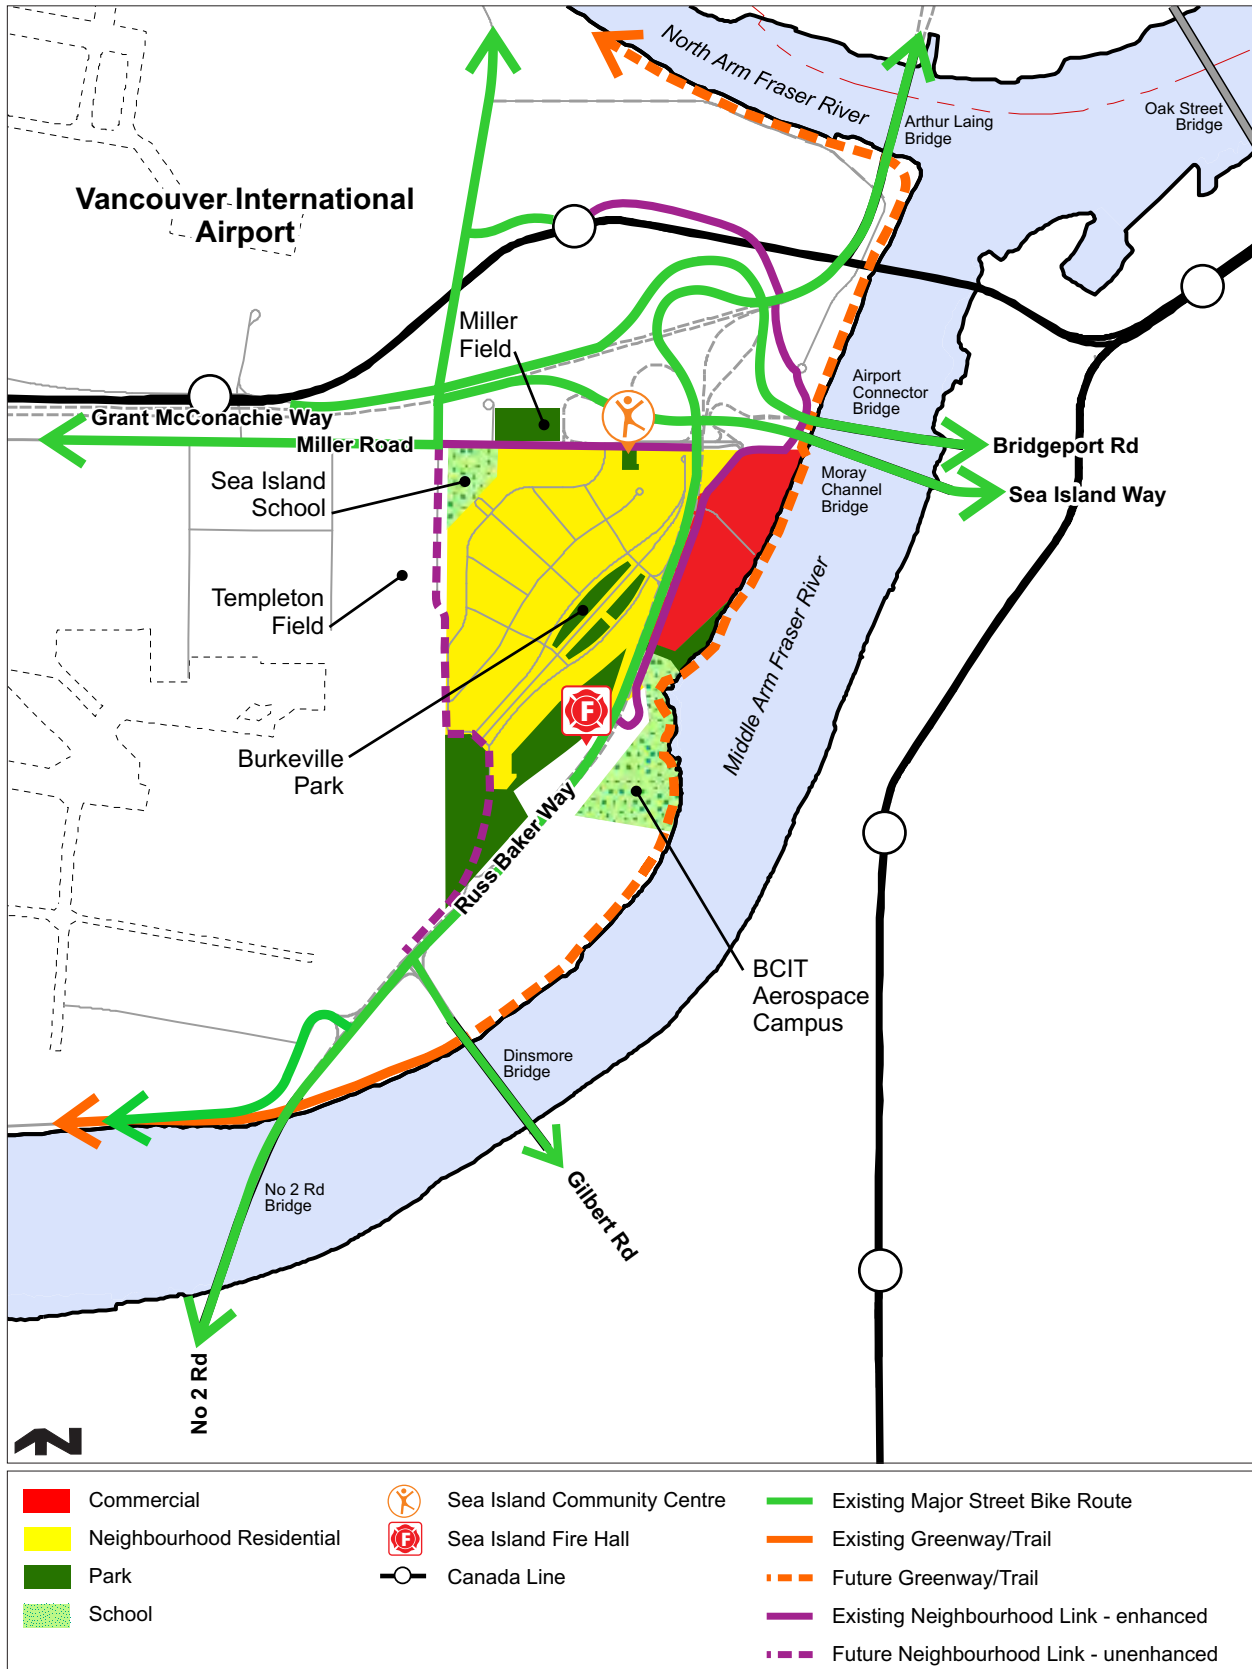 North Arm Fraser River
Arthur Laing
Bridge
Oak Street
Bridge
Vancouver International
Airport
Miller
Field
Airport
Connector
Bridge
Grant McConachie Way
Miller Road
Bridgeport Rd
Sea Island
School
Moray
Channel
Bridge
Sea Island Way
Templeton
Field
Middle Arm Fraser River
F
Burkeville
Park
Russ Baker Way
BCIT
Aerospace
Campus
Dinsmore
Bridge
No 2 Rd
Bridge
Gilbert Rd
No 2 Rd
N
Commercial
Neighbourhood Residential
Park
School
Sea Island Community Centre
F
Sea Island Fire Hall
Canada Line
Existing Major Street Bike Route
Existing Greenway/Trail
Future Greenway/Trail
Existing Neighbourhood Link - enhanced
Future Neighbourhood Link - unenhanced